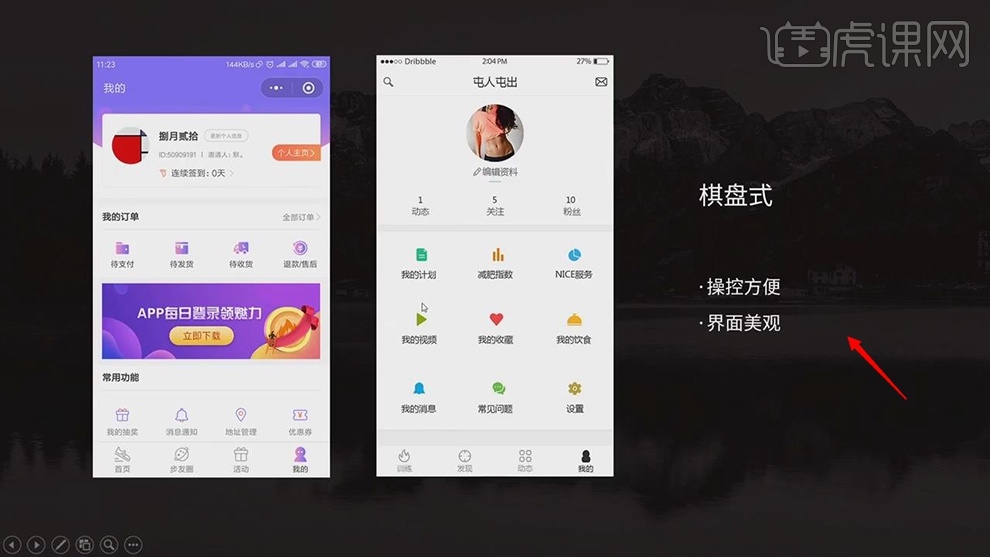 虎课网
11:23
144KB/s
我的
捌月贰拾
更新个人信息
ID:50909191 | 邀请人: 默。
个人主页
连续签到: 0天
我的订单
全部订单
待支付
待发货
待收货
退款/售后
APP每日登录领魅力
立即下载
常用功能
我的抽奖
消息通知
地址管理
优惠券
首页
步友圈
活动
我的
Dribbble
2:04PM
27%
屯人屯出
编辑资料
1
5
10
动态
关注
粉丝
我的计划
减肥指数
NICE服务
我的视频
我的收藏
我的饮食
我的消息
常见问题
设置
训练
发现
动态
我的
棋盘式
·操控方便
·界面美观